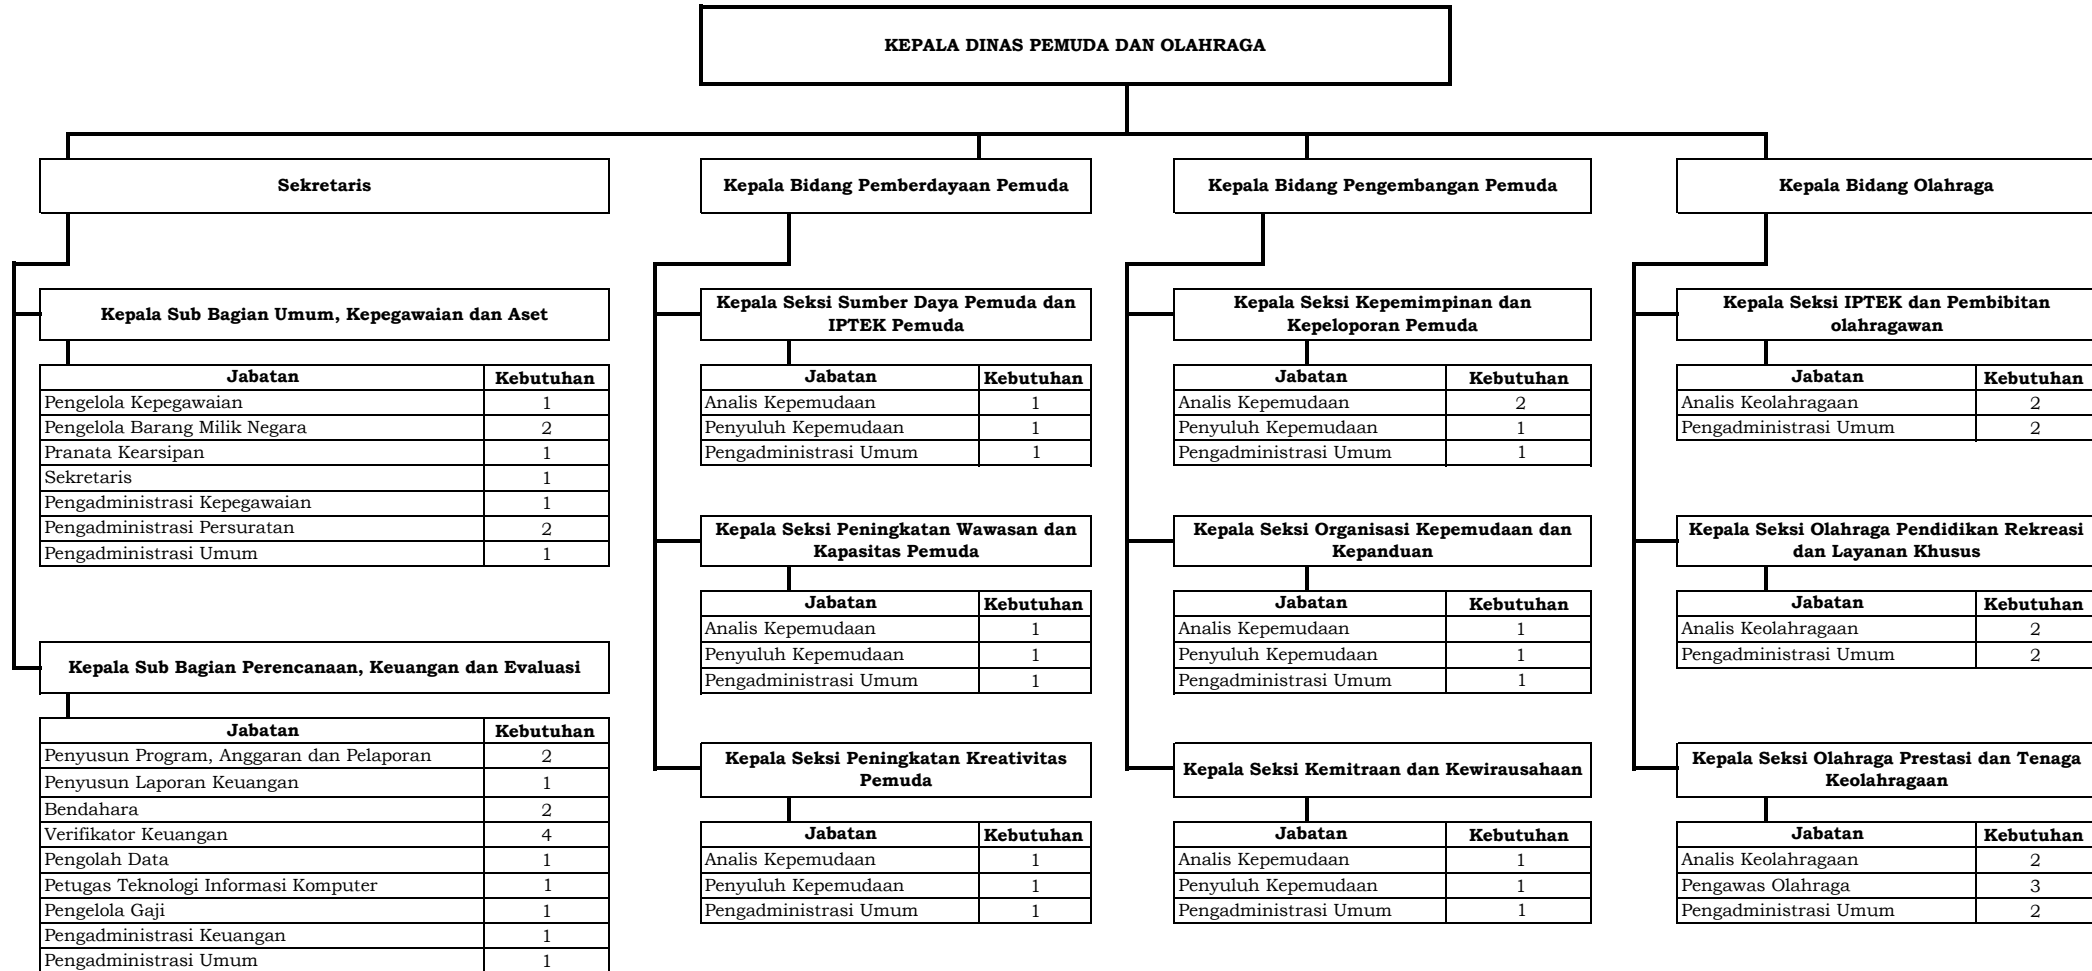 KEPALA DINAS PEMUDA DAN OLAHRAGA
Sekretaris
Kepala Sub Bagian Umum, Kepegawaian dan Aset
Jabatan Kebutuhan
Pengelola Kepegawaian 1
Pengelola Barang Milik Negara 2
Pranata Kearsipan 1
Sekretaris 1
Pengadministrasi Kepegawaian 1
Pengadministrasi Persuratan 2
Pengadministrasi Umum 1
Kepala Sub Bagian Perencanaan, Keuangan dan Evaluasi
Jabatan Kebutuhan
Penyusun Program, Anggaran dan Pelaporan 2
Penyusun Laporan Keuangan 1
Bendahara 2
Verifikator Keuangan 4
Pengolah Data 1
Petugas Teknologi Informasi Komputer 1
Pengelola Gaji 1
Pengadministrasi Keuangan 1
Pengadministrasi Umum 1
Kepala Bidang Pemberdayaan Pemuda
Kepala Seksi Sumber Daya Pemuda dan
IPTEK Pemuda
Jabatan Kebutuhan
Analis Kepemudaan 1
Penyuluh Kepemudaan 1
Pengadministrasi Umum 1
Kepala Seksi Peningkatan Wawasan dan
Kapasitas Pemuda
Jabatan Kebutuhan
Analis Kepemudaan 1
Penyuluh Kepemudaan 1
Pengadministrasi Umum 1
Kepala Seksi Peningkatan Kreativitas
Pemuda
Jabatan Kebutuhan
Analis Kepemudaan 1
Penyuluh Kepemudaan 1
Pengadministrasi Umum 1
Kepala Bidang Pengembangan Pemuda
Kepala Seksi Kepemimpinan dan
Kepeloporan Pemuda
Jabatan Kebutuhan
Analis Kepemudaan 2
Penyuluh Kepemudaan 1
Pengadministrasi Umum 1
Kepala Seksi Organisasi Kepemudaan dan
Kepanduan
Jabatan Kebutuhan
Analis Kepemudaan 1
Penyuluh Kepemudaan 1
Pengadministrasi Umum 1
Kepala Seksi Kemitraan dan Kewirausahaan
Jabatan Kebutuhan
Analis Kepemudaan 1
Penyuluh Kepemudaan 1
Pengadministrasi Umum 1
Kepala Bidang Olahraga
Kepala Seksi IPTEK dan Pembibitan
olahragawan
Jabatan Kebutuhan
Analis Keolahragaan 2
Pengadministrasi Umum 2
Kepala Seksi Olahraga Pendidikan Rekreasi
dan Layanan Khusus
Jabatan Kebutuhan
Analis Keolahragaan 2
Pengadministrasi Umum 2
Kepala Seksi Olahraga Prestasi dan Tenaga
Keolahragaan
Jabatan Kebutuhan
Analis Keolahragaan 2
Pengawas Olahraga 3
Pengadministrasi Umum 2